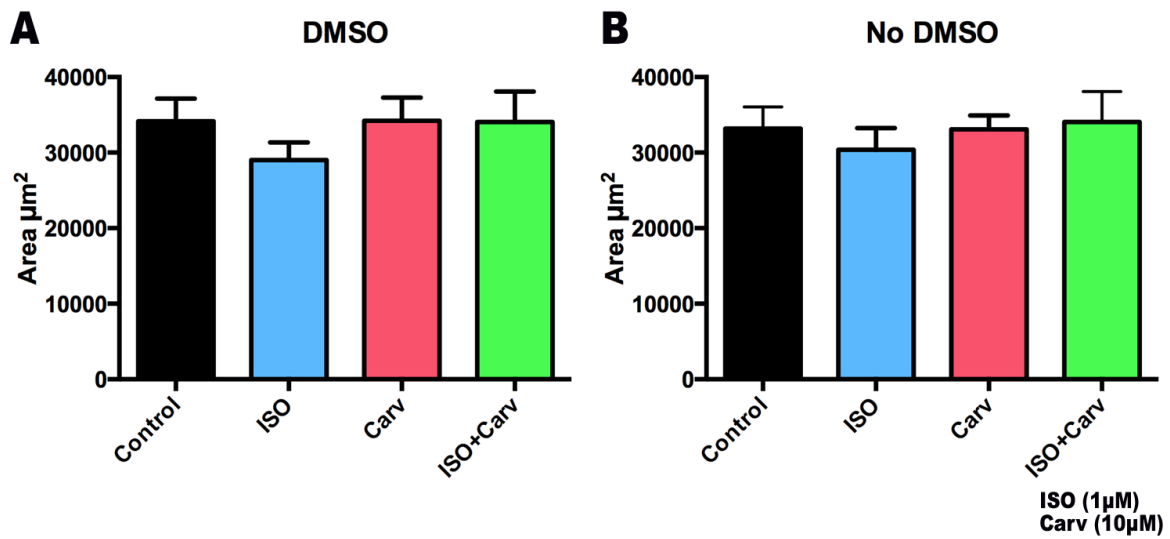 A
DMSO
Area µm²
40000
30000
20000
10000
0
Control
ISO
Carv
ISO+Carv
B
No DMSO
Area µm²
40000
30000
20000
10000
0
Control
ISO
Carv
ISO+Carv
ISO (1µM)
Carv (10µM)